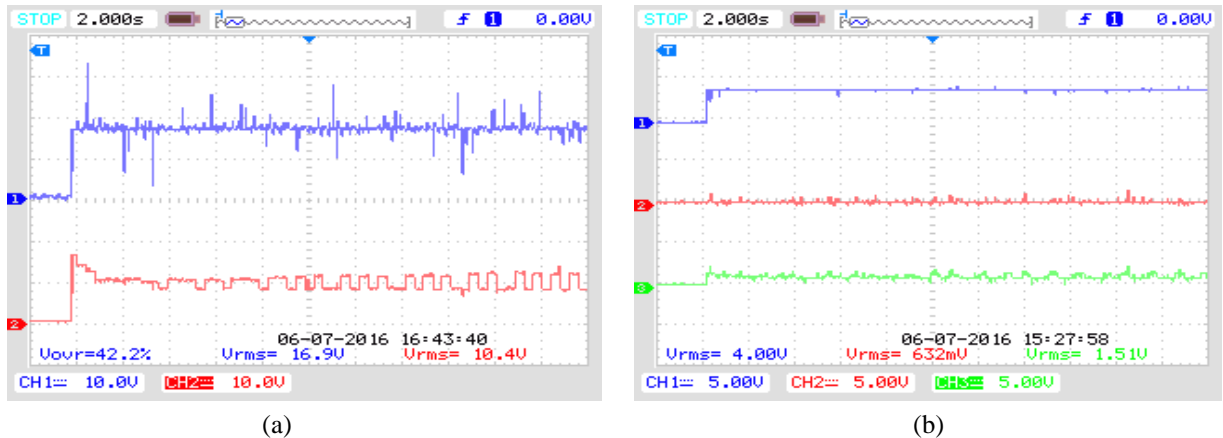 STOP 2.000s 1 0.00V
T
1
2
06-07-2016 16:43:40
Vovr=42.2% Vrms= 16.9V Vrms= 10.4V
CH1 10.0V CH2 10.0V
(a)
STOP 2.000s 1 0.00V
T
1
2
06-07-2016 15:27:58
Vrms= 4.00V Vrms= 632mV Vrms= 1.51V
CH1 5.00V CH2 5.00V CH3 5.00V
(b)